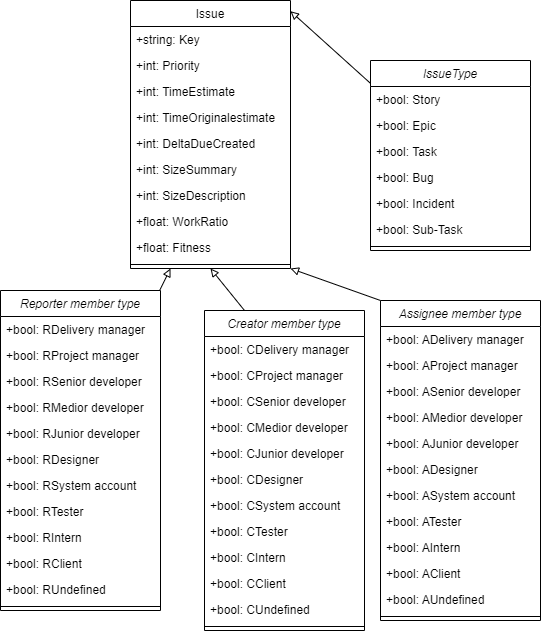 Issue
+string: Key
+int: Priority
+int: TimeEstimate
+int: TimeOriginalestimate
+int: DeltaDueCreated
+int: SizeSummary
+int: SizeDescription
+float: WorkRatio
+float: Fitness
IssueType
+bool: Story
+bool: Epic
+bool: Task
+bool: Bug
+bool: Incident
+bool: Sub-Task
Reporter member type
+bool: RDelivery manager
+bool: RProject manager
+bool: RSenior developer
+bool: RMedior developer
+bool: RJunior developer
+bool: RDesigner
+bool: RSystem account
+bool: RTester
+bool: RIntern
+bool: RClient
+bool: RUndefined
Creator member type
+bool: CDelivery manager
+bool: CProject manager
+bool: CSenior developer
+bool: CMedior developer
+bool: CJunior developer
+bool: CDesigner
+bool: CSystem account
+bool: CTester
+bool: CIntern
+bool: CClient
+bool: CUndefined
Assignee member type
+bool: ADelivery manager
+bool: AProject manager
+bool: ASenior developer
+bool: AMedior developer
+bool: AJunior developer
+bool: ADesigner
+bool: ASystem account
+bool: ATester
+bool: AIntern
+bool: AClient
+bool: AUndefined